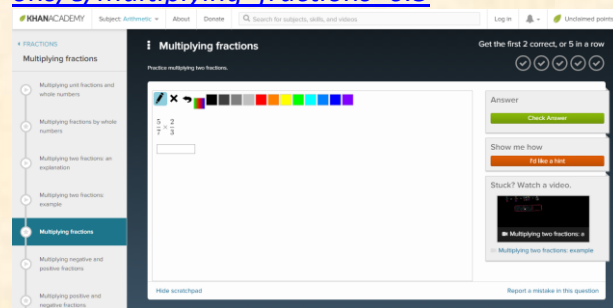 KHANACADEMY Subject: Arithmetic About Donate Search for subjects, skills, and videos Log in Unclaimed points
FRACTIONS
Multiplying fractions
Multiplying unit fractions and
whole numbers
Multiplying fractions by whole
numbers
Multiplying two fractions: an
explanation
Multiplying two fractions:
example
Multiplying fractions
Multiplying negative and
positive fractions
Multiplying positive and
negative fractions
Multiplying fractions
Practice multiplying two fractions.
Get the first 2 correct, or 5 in a row
5/7 × 2/3
Hide scratchpad
Report a mistake in this question
Answer
Check Answer
Show me how
I'd like a hint
Stuck? Watch a video.
Multiplying two fractions: e
Multiplying two fractions: example